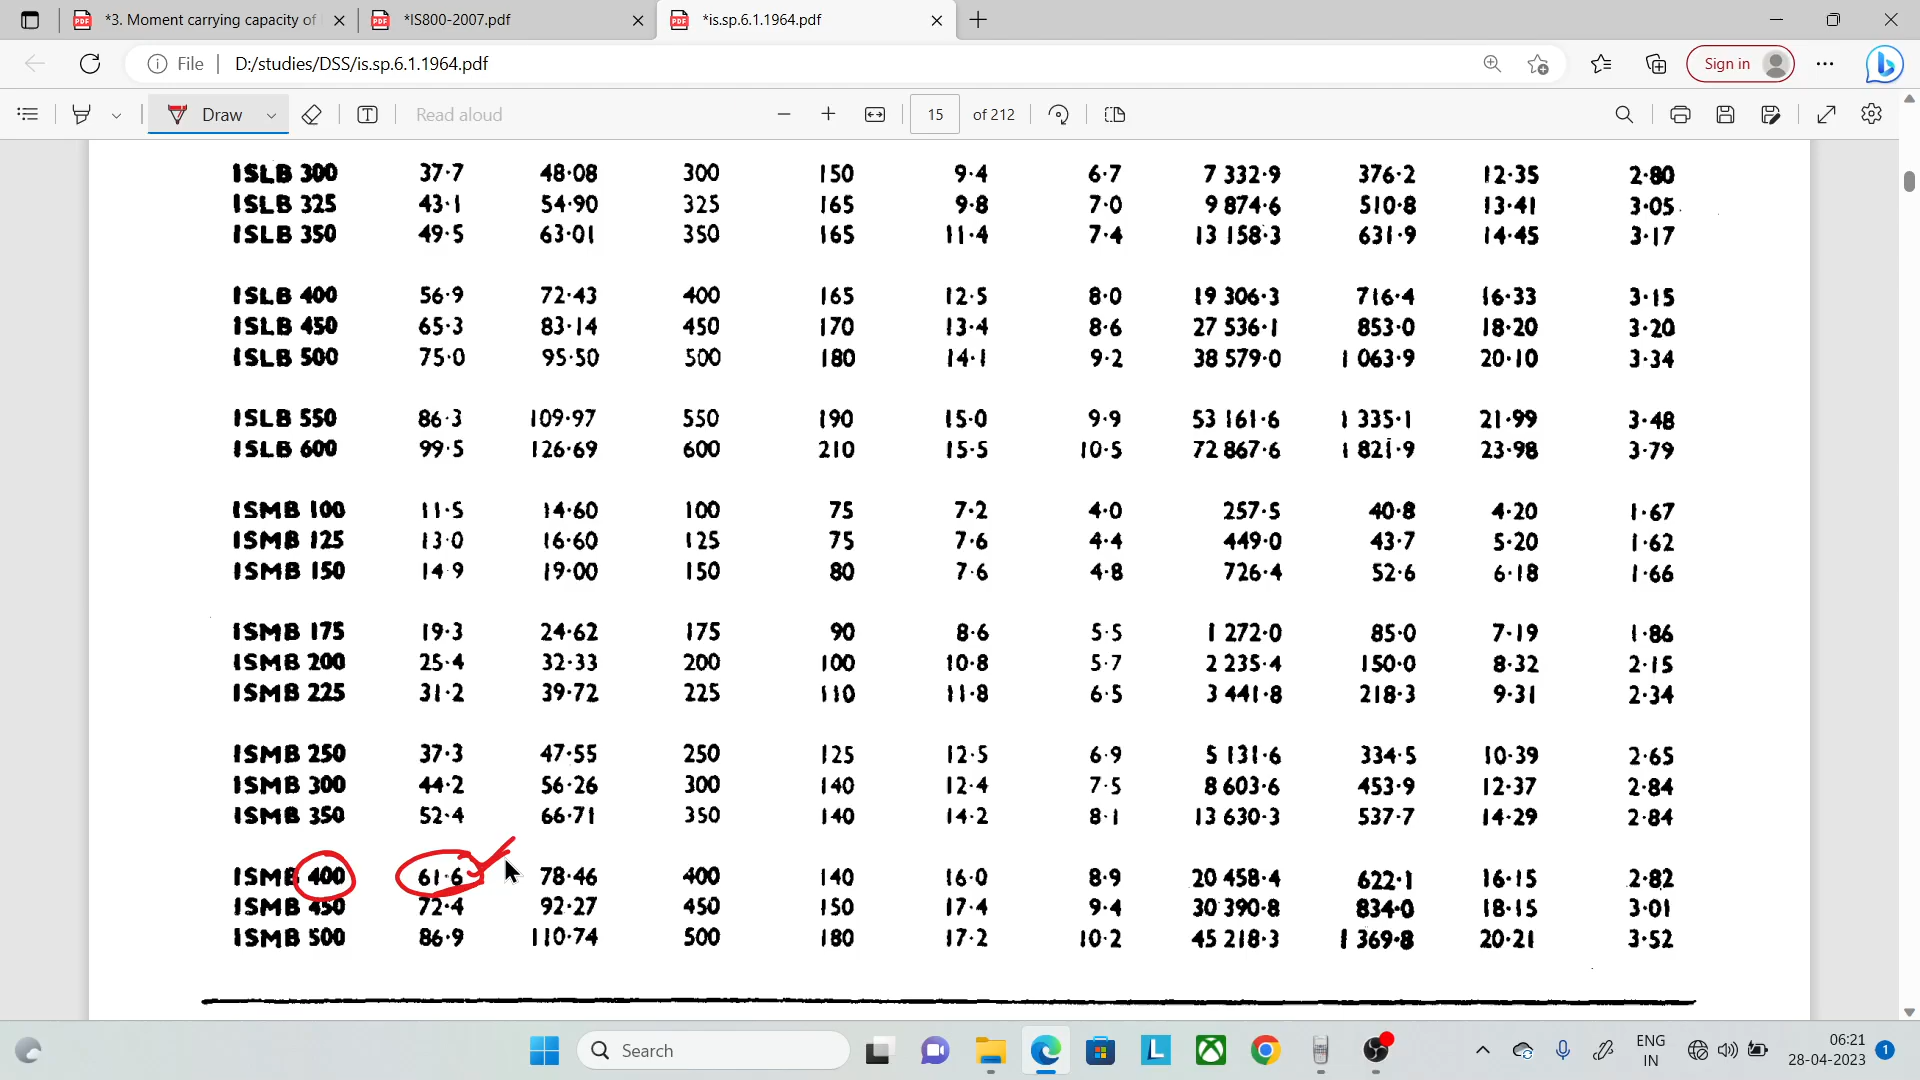 *3. Moment carrying capacity of
*IS800-2007.pdf
*is.sp.6.1.1964.pdf
File
D:/studies/DSS/is.sp.6.1.1964.pdf
Sign in
Draw
Read aloud
15 of 212
ISLB 300 37·7 48·08 300 150 9·4 6·7 7 332·9 376·2 12·35 2·80
ISLB 325 43·1 54·90 325 165 9·8 7·0 9 874·6 510·8 13·41 3·05
ISLB 350 49·5 63·01 350 165 11·4 7·4 13 158·3 631·9 14·45 3·17
ISLB 400 56·9 72·43 400 165 12·5 8·0 19 306·3 716·4 16·33 3·15
ISLB 450 65·3 83·14 450 170 13·4 8·6 27 536·1 853·0 18·20 3·20
ISLB 500 75·0 95·50 500 180 14·1 9·2 38 579·0 1 063·9 20·10 3·34
ISLB 550 86·3 109·97 550 190 15·0 9·9 53 161·6 1 335·1 21·99 3·48
ISLB 600 99·5 126·69 600 210 15·5 10·5 72 867·6 1 821·9 23·98 3·79
ISMB 100 11·5 14·60 100 75 7·2 4·0 257·5 40·8 4·20 1·67
ISMB 125 13·0 16·60 125 75 7·6 4·4 449·0 43·7 5·20 1·62
ISMB 150 14·9 19·00 150 80 7·6 4·8 726·4 52·6 6·18 1·66
ISMB 175 19·3 24·62 175 90 8·6 5·5 1 272·0 85·0 7·19 1·86
ISMB 200 25·4 32·33 200 100 10·8 5·7 2 235·4 150·0 8·32 2·15
ISMB 225 31·2 39·72 225 110 11·8 6·5 3 441·8 218·3 9·31 2·34
ISMB 250 37·3 47·55 250 125 12·5 6·9 5 131·6 334·5 10·39 2·65
ISMB 300 44·2 56·26 300 140 12·4 7·5 8 603·6 453·9 12·37 2·84
ISMB 350 52·4 66·71 350 140 14·2 8·1 13 630·3 537·7 14·29 2·84
ISMB 400 61·6 78·46 400 140 16·0 8·9 20 458·4 622·1 16·15 2·82
ISMB 450 72·4 92·27 450 150 17·4 9·4 30 390·8 834·0 18·15 3·01
ISMB 500 86·9 110·74 500 180 17·2 10·2 45 218·3 1 369·8 20·21 3·52
Search
ENG
IN
06:21
28-04-2023
1